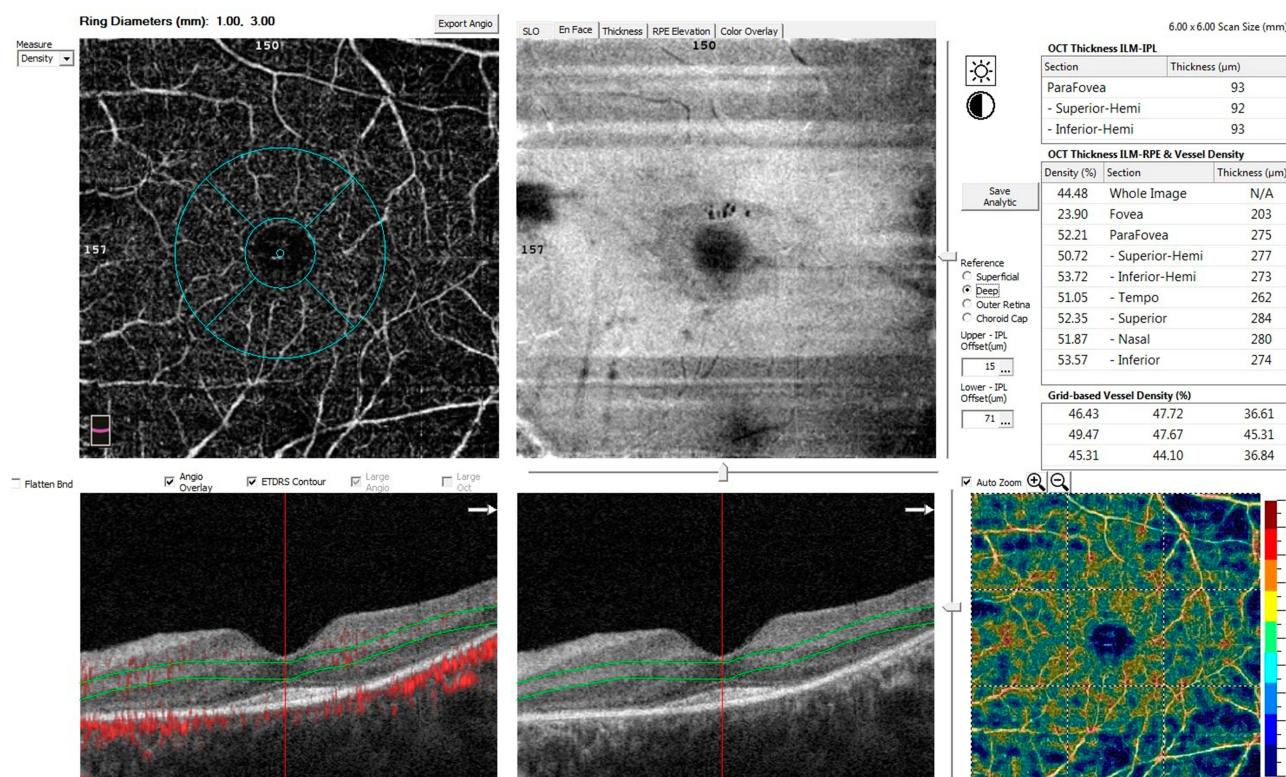 Ring Diameters (mm): 1.00, 3.00
Export Angio
Measure
Density
150
157
SLO
En Face
Thickness
RPE Elevation
Color Overlay
150
157
6.00 x 6.00 Scan Size (mm)
Save
Analytic
Reference
Superficial
Deep
Outer Retina
Choroid Cap
Upper - IPL
Offset(um)
15 ...
Lower - IPL
Offset(um)
71 ...
OCT Thickness ILM-IPL
Section Thickness (µm)
ParaFovea 93
- Superior-Hemi 92
- Inferior-Hemi 93
OCT Thickness ILM-RPE & Vessel Density
Density (%) Section Thickness (µm)
44.48 Whole Image N/A
23.90 Fovea 203
52.21 ParaFovea 275
50.72 - Superior-Hemi 277
53.72 - Inferior-Hemi 273
51.05 - Tempo 262
52.35 - Superior 284
51.87 - Nasal 280
53.57 - Inferior 274
Grid-based Vessel Density (%)
46.43 47.72 36.61
49.47 47.67 45.31
45.31 44.10 36.84
Flatten Bnd
Angio
Overlay
ETDRS Contour
Large
Angio
Large
Oct
Auto Zoom